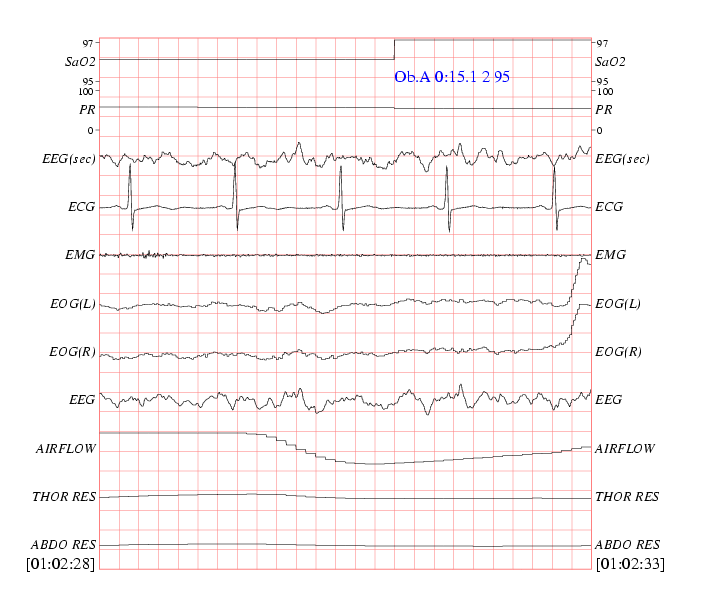 97 97
SaO2 SaO2
Ob.A 0:15.1 2 95
95 95
100 100
PR PR
0 0
EEG(sec) EEG(sec)
ECG ECG
EMG EMG
EOG(L) EOG(L)
EOG(R) EOG(R)
EEG EEG
AIRFLOW AIRFLOW
THOR RES THOR RES
ABDO RES ABDO RES
[01:02:28] [01:02:33]